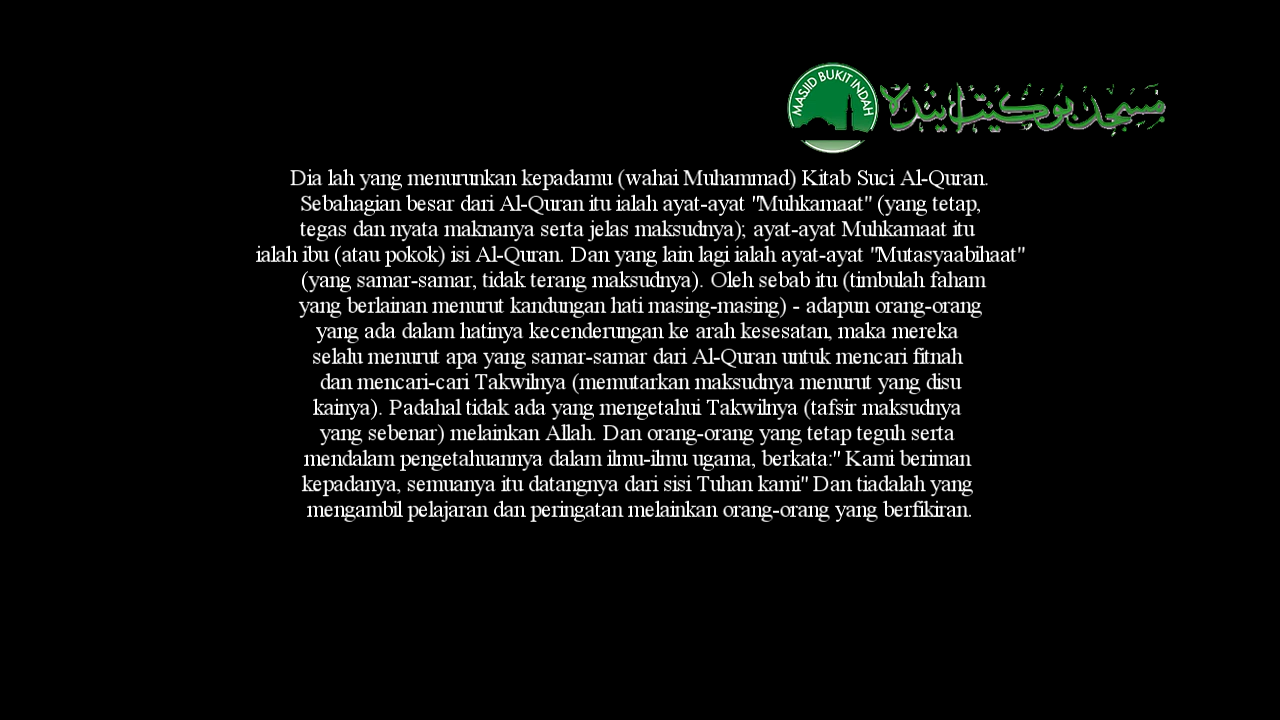 MASJID BUKIT INDAH
مسجد بوكيت ايندah
Dia lah yang menurunkan kepadamu (wahai Muhammad) Kitab Suci Al-Quran.
Sebahagian besar dari Al-Quran itu ialah ayat-ayat "Muhkamaat" (yang tetap,
tegas dan nyata maknanya serta jelas maksudnya); ayat-ayat Muhkamaat itu
ialah ibu (atau pokok) isi Al-Quran. Dan yang lain lagi ialah ayat-ayat "Mutasyaabihaat"
(yang samar-samar, tidak terang maksudnya). Oleh sebab itu (timbulah faham
yang berlainan menurut kandungan hati masing-masing) - adapun orang-orang
yang ada dalam hatinya kecenderungan ke arah kesesatan, maka mereka
selalu menurut apa yang samar-samar dari Al-Quran untuk mencari fitnah
dan mencari-cari Takwilnya (memutarkan maksudnya menurut yang disu
kainya). Padahal tidak ada yang mengetahui Takwilnya (tafsir maksudnya
yang sebenar) melainkan Allah. Dan orang-orang yang tetap teguh serta
mendalam pengetahuannya dalam ilmu-ilmu ugama, berkata:" Kami beriman
kepadanya, semuanya itu datangnya dari sisi Tuhan kami" Dan tiadalah yang
mengambil pelajaran dan peringatan melainkan orang-orang yang berfikiran.